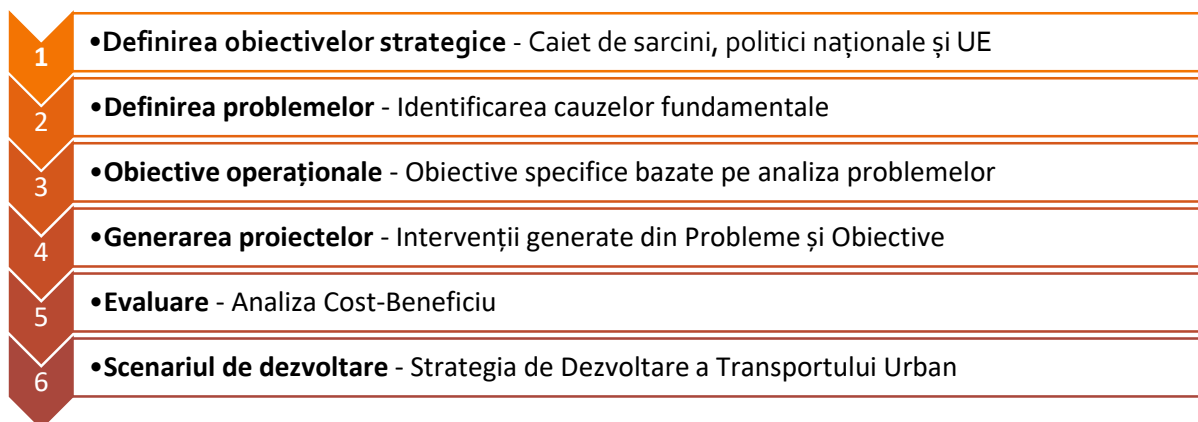 1
•Definirea obiectivelor strategice - Caiet de sarcini, politici naționale și UE
2
•Definirea problemelor - Identificarea cauzelor fundamentale
3
•Obiective operaționale - Obiective specifice bazate pe analiza problemelor
4
•Generarea proiectelor - Intervenții generate din Probleme și Obiective
5
•Evaluare - Analiza Cost-Beneficiu
6
•Scenariul de dezvoltare - Strategia de Dezvoltare a Transportului Urban